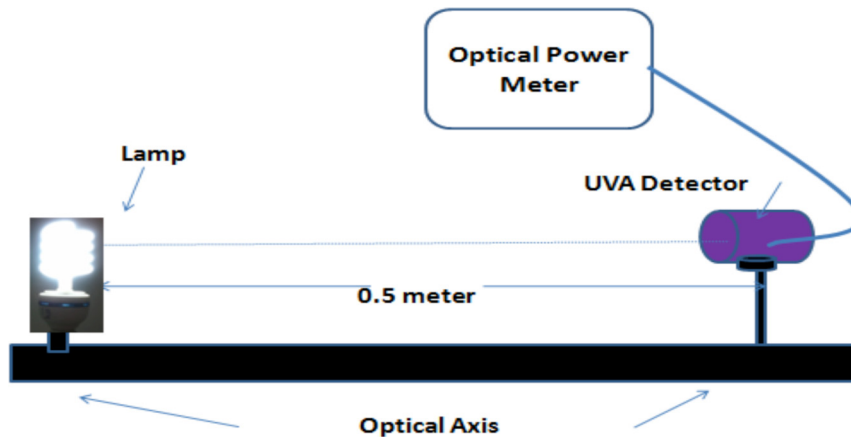 Optical Power
Meter
Lamp
UVA Detector
0.5 meter
Optical Axis